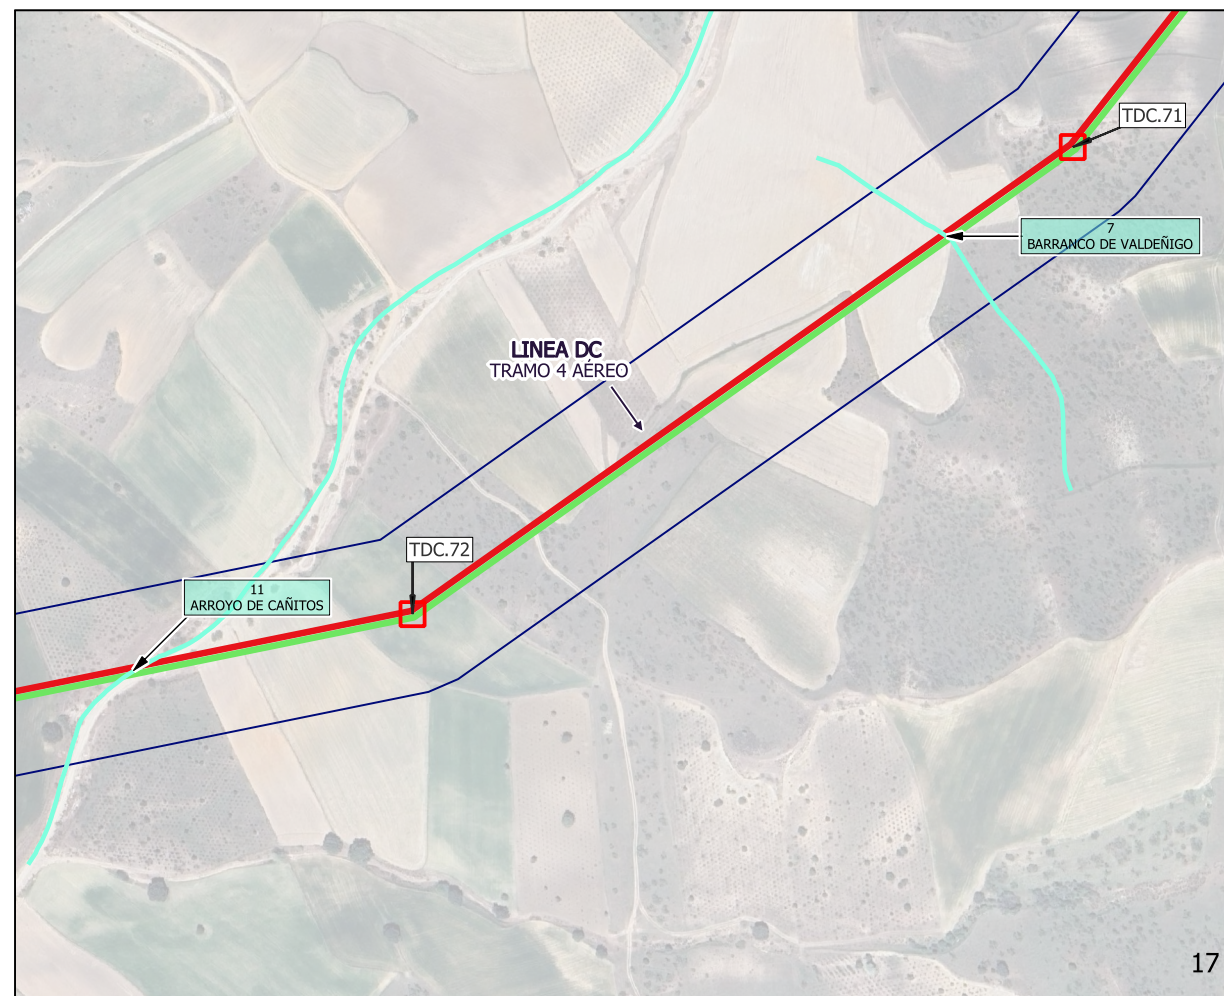 TDC.71
7
BARRANCO DE VALDEÑIGO
LINEA DC
TRAMO 4 AÉREO
TDC.72
11
ARROYO DE CAÑITOS
17